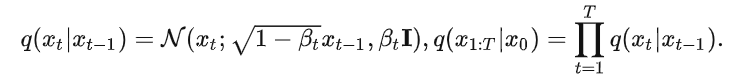 q(x_t|x_{t-1}) = \mathcal{N}(x_t; \sqrt{1 - \beta_t}x_{t-1}, \beta_t\mathbf{I}), q(x_{1:T}|x_0) = \prod_{t=1}^{T} q(x_t|x_{t-1}).